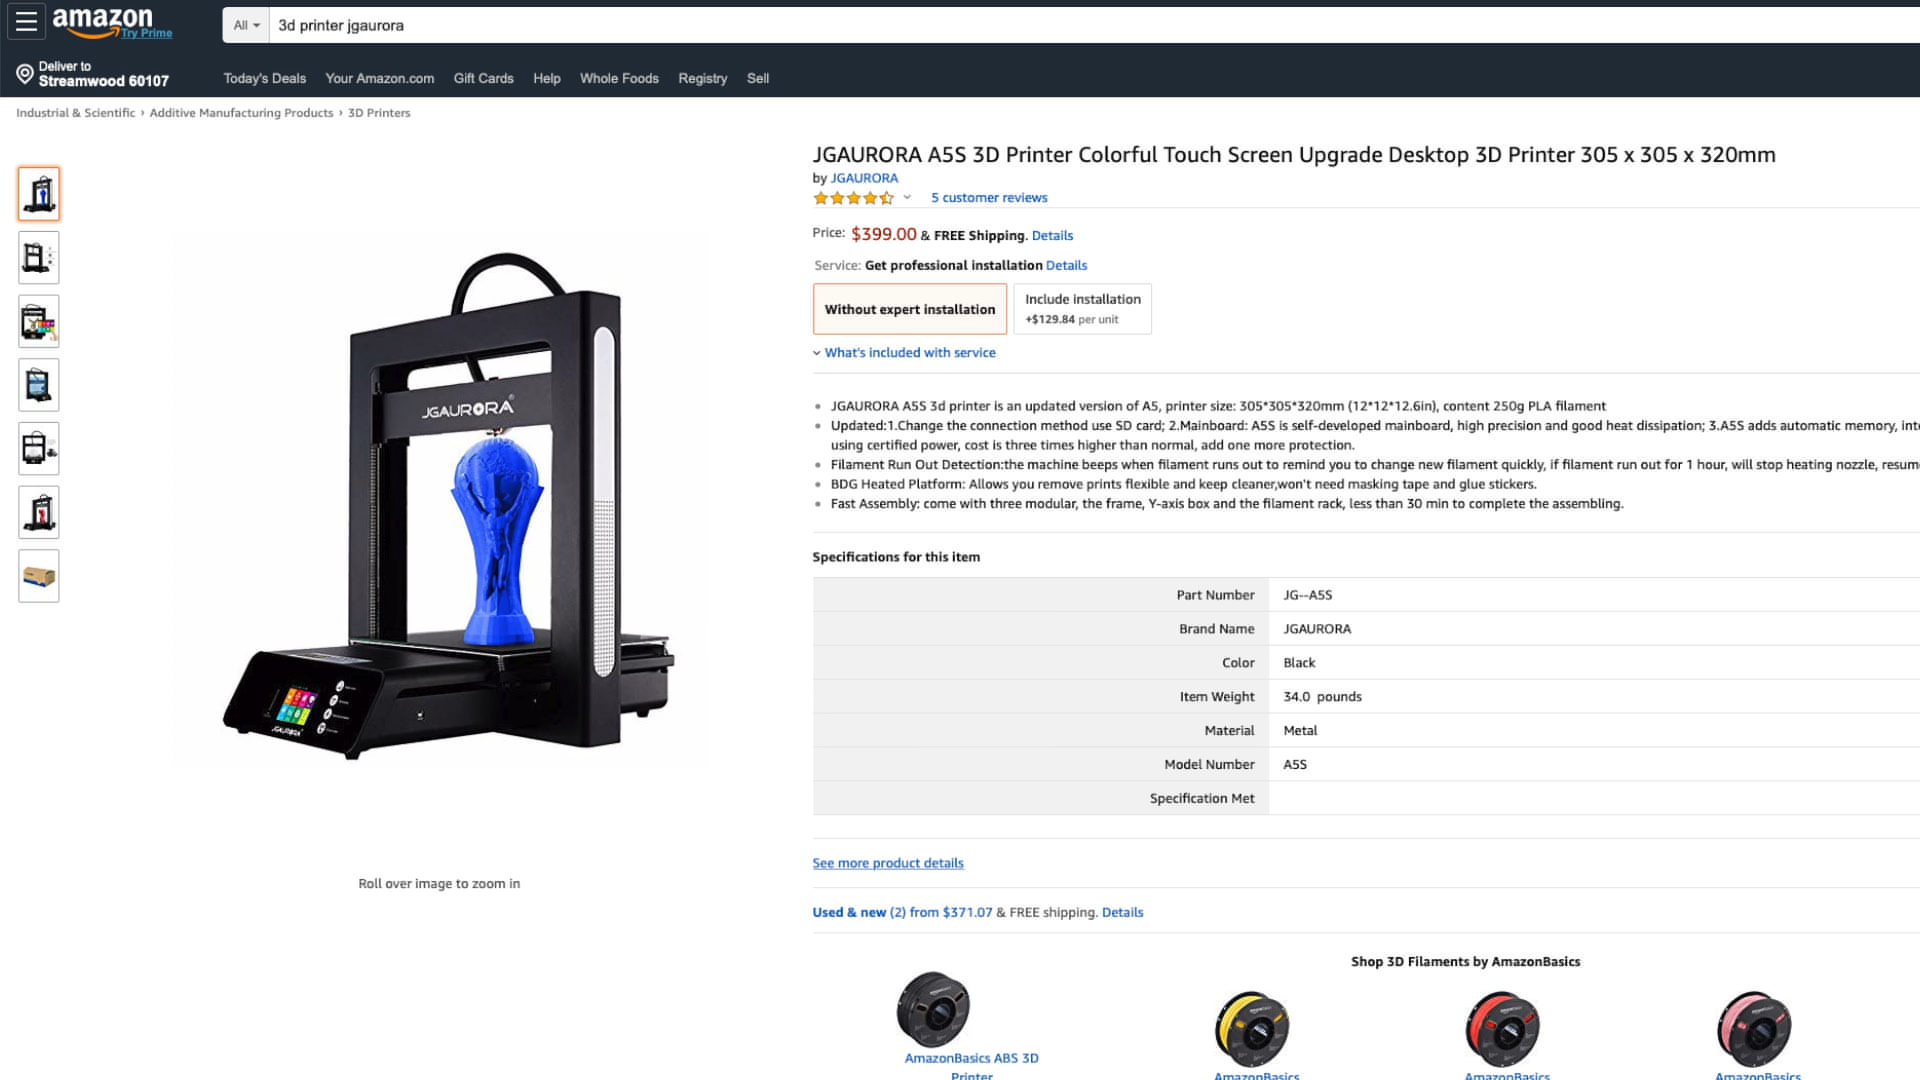 amazon
Try Prime
All
3d printer jgaurora
Deliver to
Streamwood 60107
Today's Deals
Your Amazon.com
Gift Cards
Help
Whole Foods
Registry
Sell
Industrial & Scientific › Additive Manufacturing Products › 3D Printers
JGAURORA A5S 3D Printer Colorful Touch Screen Upgrade Desktop 3D Printer 305 x 305 x 320mm
by JGAURORA
5 customer reviews
Price: $399.00 & FREE Shipping. Details
Service: Get professional installation Details
Without expert installation
Include installation
+$129.84 per unit
What's included with service
JGAURORA A5S 3d printer is an updated version of A5, printer size: 305*305*320mm (12*12*12.6in), content 250g PLA filament
Updated:1.Change the connection method use SD card; 2.Mainboard: A5S is self-developed mainboard, high precision and good heat dissipation; 3.A5S adds automatic memory, int
using certified power, cost is three times higher than normal, add one more protection.
Filament Run Out Detection:the machine beeps when filament runs out to remind you to change new filament quickly, if filament run out for 1 hour, will stop heating nozzle, resum
BDG Heated Platform: Allows you remove prints flexible and keep cleaner,won't need masking tape and glue stickers.
Fast Assembly: come with three modular, the frame, Y-axis box and the filament rack, less than 30 min to complete the assembling.
JGAURORA®
JGAURORA
Specifications for this item
Part Number JG--A5S
Brand Name JGAURORA
Color Black
Item Weight 34.0 pounds
Material Metal
Model Number A5S
Specification Met
See more product details
Roll over image to zoom in
Used & new (2) from $371.07 & FREE shipping. Details
Shop 3D Filaments by AmazonBasics
AmazonBasics ABS 3D
Printer
AmazonBasics
AmazonBasics
AmazonBasics